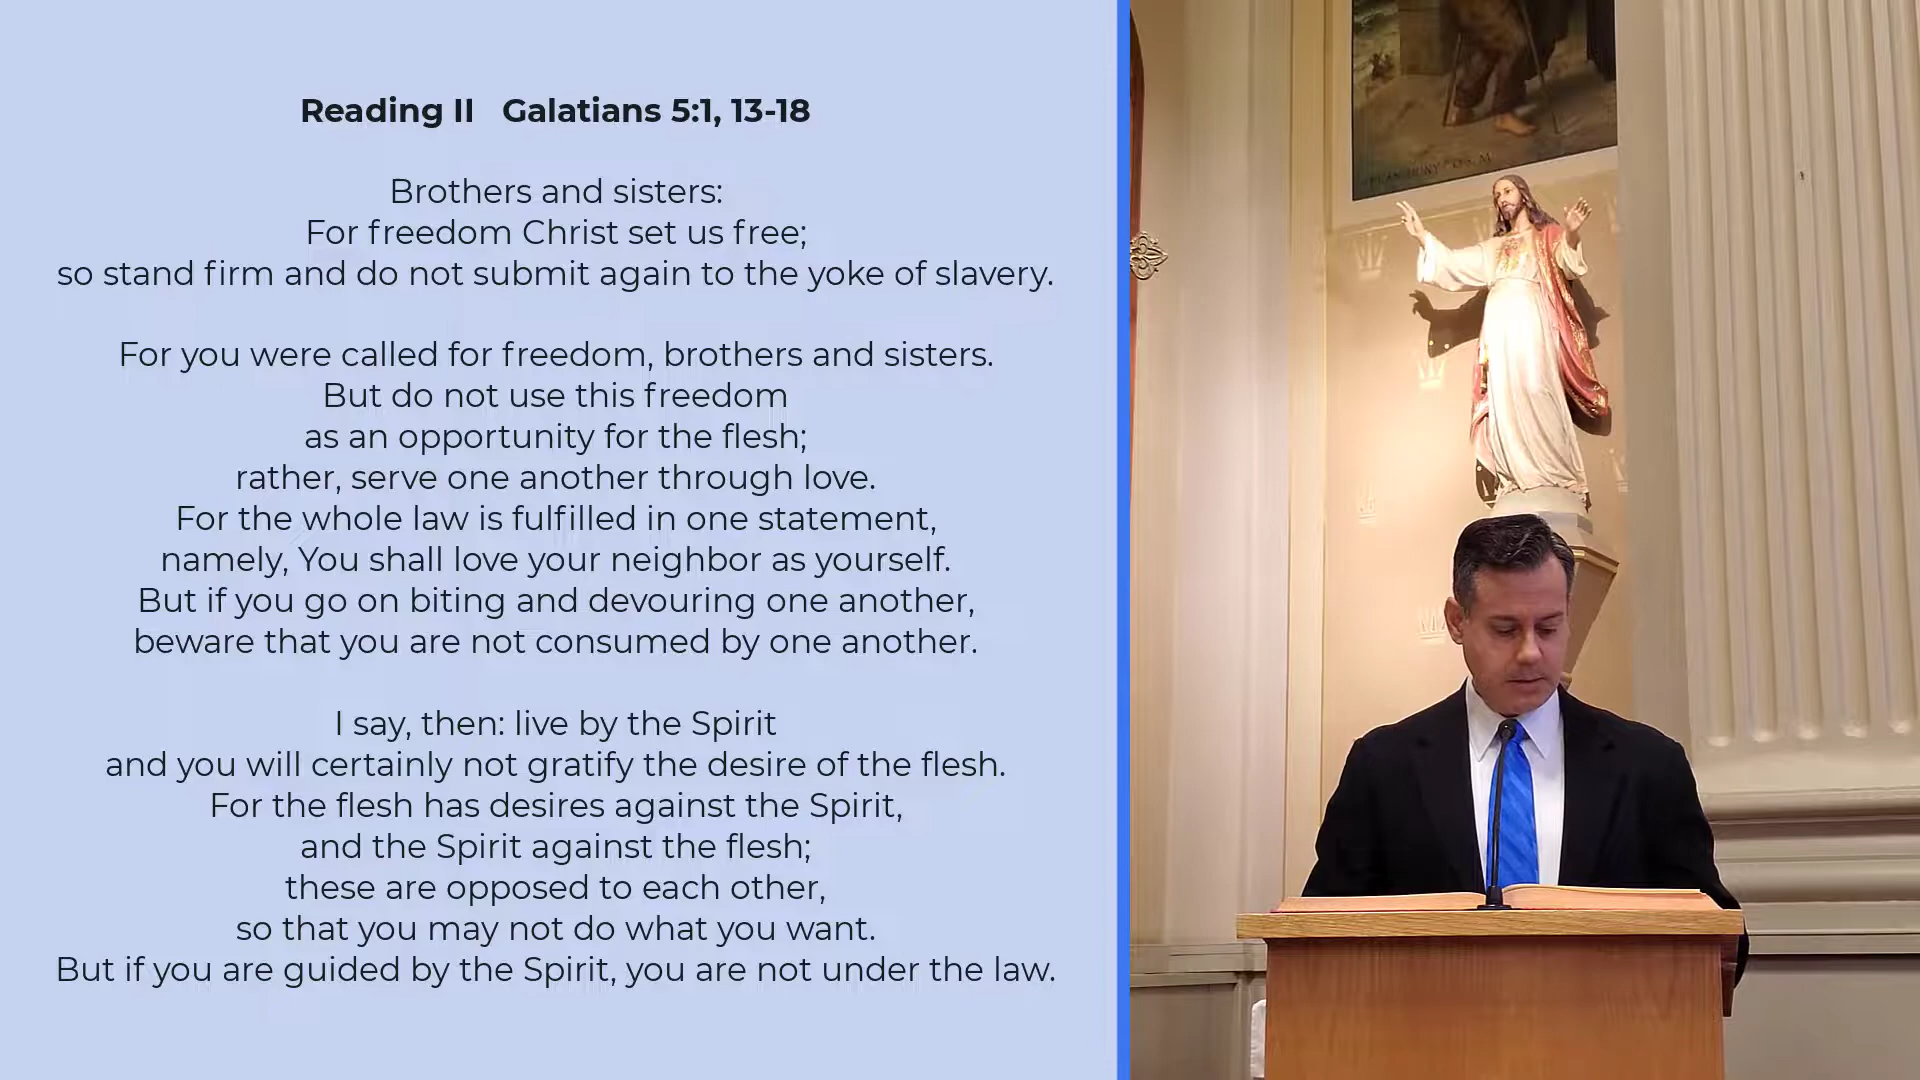 Reading II Galatians 5:1, 13-18
Brothers and sisters:
For freedom Christ set us free;
so stand firm and do not submit again to the yoke of slavery.
For you were called for freedom, brothers and sisters.
But do not use this freedom
as an opportunity for the flesh;
rather, serve one another through love.
For the whole law is fulfilled in one statement,
namely, You shall love your neighbor as yourself.
But if you go on biting and devouring one another,
beware that you are not consumed by one another.
I say, then: live by the Spirit
and you will certainly not gratify the desire of the flesh.
For the flesh has desires against the Spirit,
and the Spirit against the flesh;
these are opposed to each other,
so that you may not do what you want.
But if you are guided by the Spirit, you are not under the law.